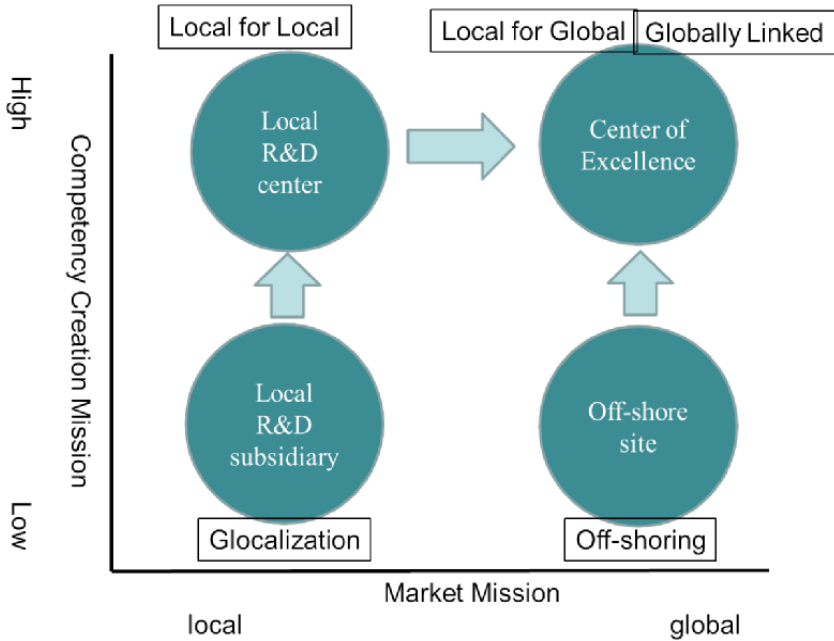 Local for Local
Local for Global
Globally Linked
High
Low
Competency Creation Mission
Local
R&D
center
Center of
Excellence
Local
R&D
subsidiary
Off-shore
site
Glocalization
Off-shoring
Market Mission
local
global